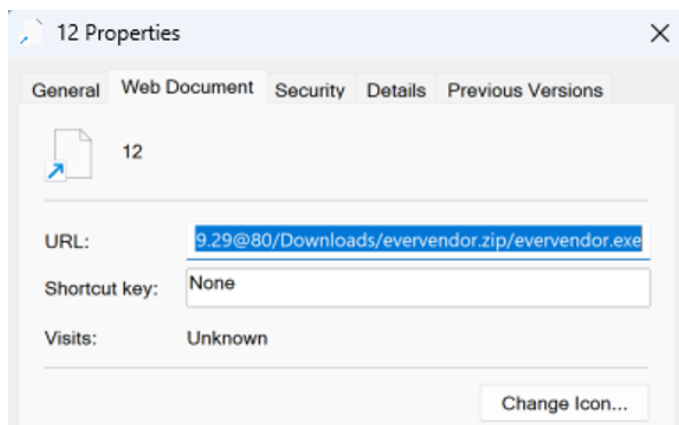 12 Properties
General Web Document Security Details Previous Versions
12
URL: 9.29@80/Downloads/evervendor.zip/evervendor.exe
Shortcut key: None
Visits: Unknown
Change Icon...